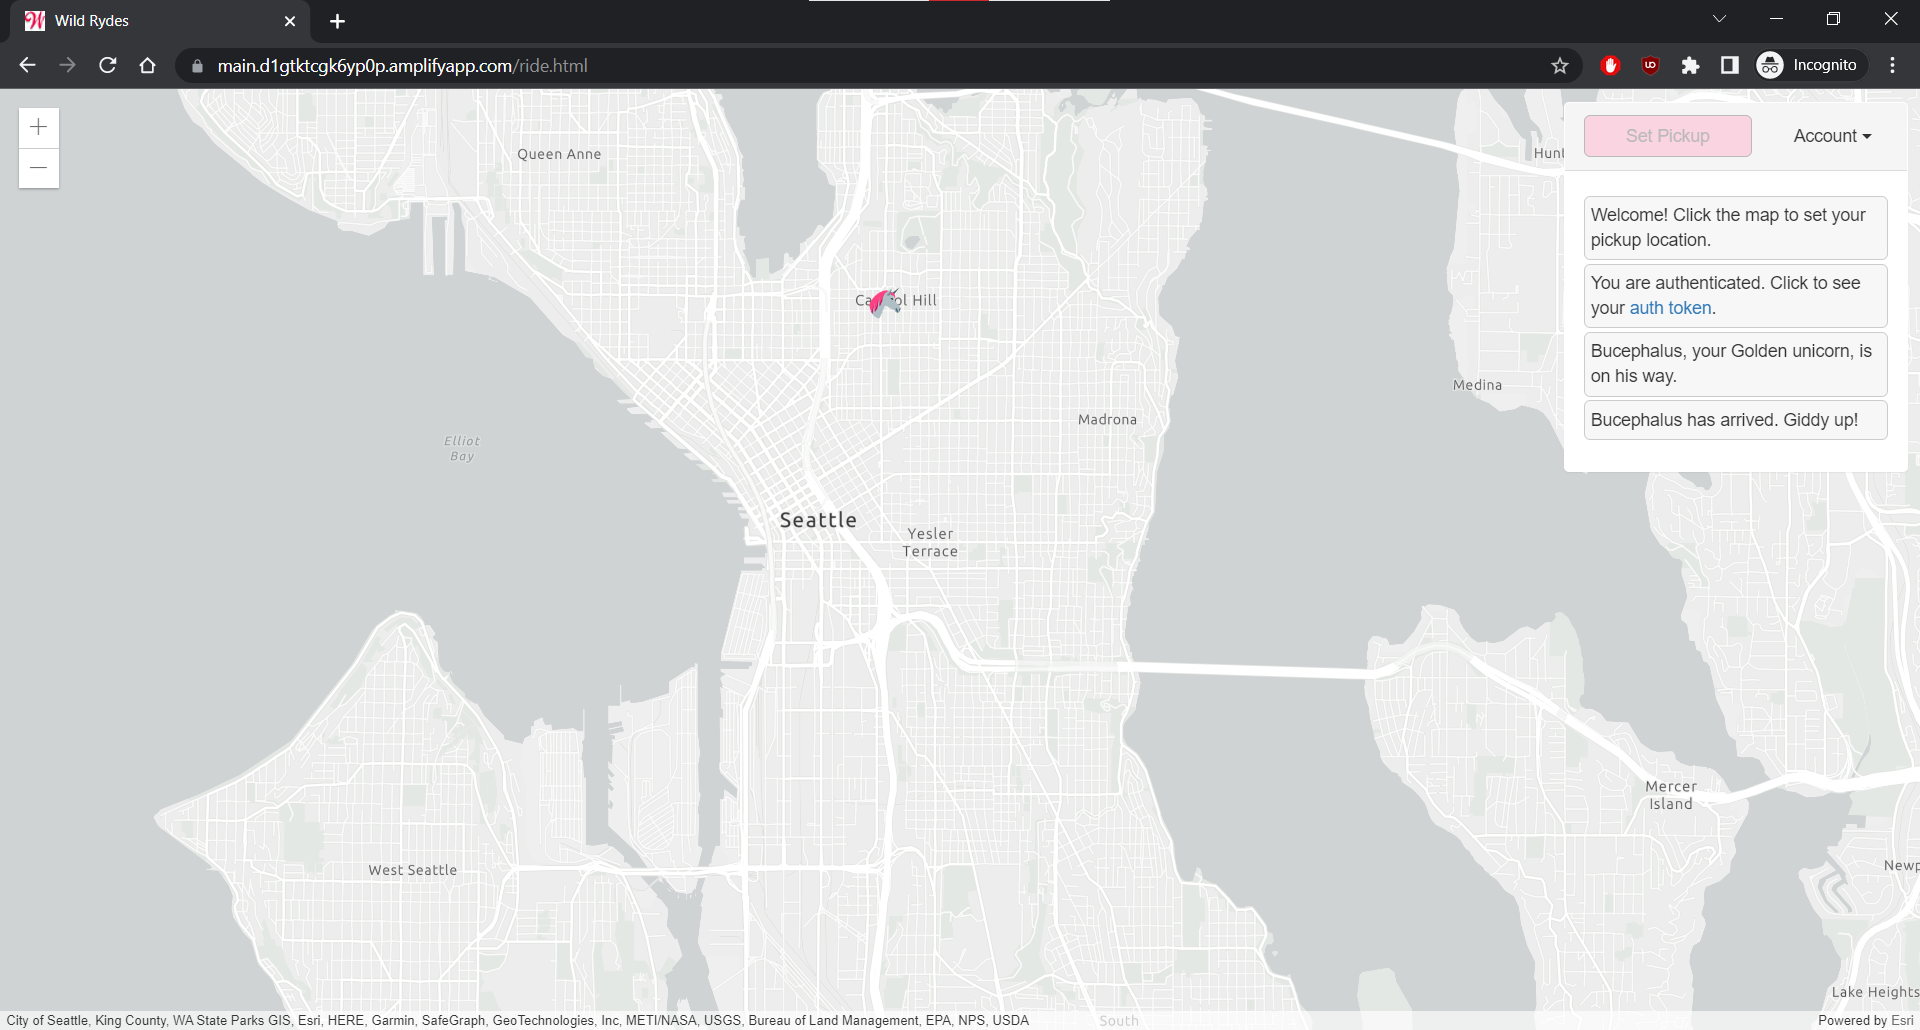 Wild Rydes
main.d1gtktcgk6yp0p.amplifyapp.com/ride.html
Incognito
Set Pickup
Account
Welcome! Click the map to set your
pickup location.
You are authenticated. Click to see
your auth token.
Bucephalus, your Golden unicorn, is
on his way.
Bucephalus has arrived. Giddy up!
Queen Anne
Hunt
Ca ol Hill
Medina
Madrona
Elliot
Bay
Seattle
Yesler
Terrace
Mercer
Island
West Seattle
Newp
Lake Heights
South
City of Seattle, King County, WA State Parks GIS, Esri, HERE, Garmin, SafeGraph, GeoTechnologies, Inc, METI/NASA, USGS, Bureau of Land Management, EPA, NPS, USDA
Powered by Esri